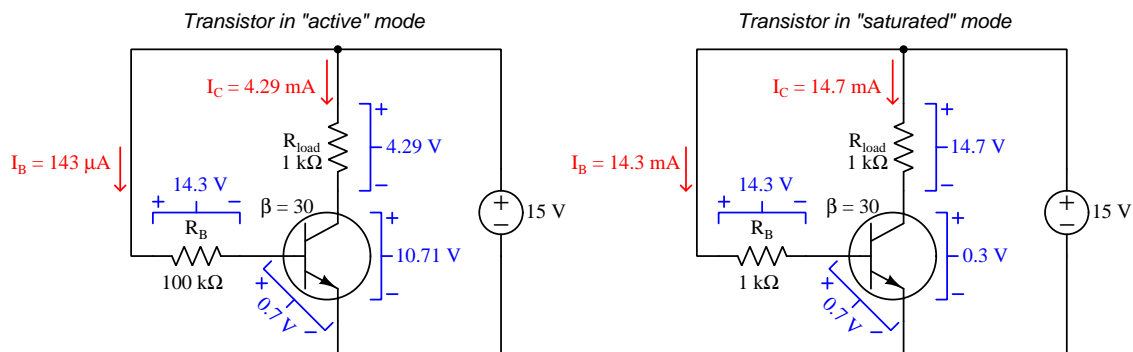 Transistor in "active" mode
I_C = 4.29 mA
+
R_load
1 kΩ
4.29 V
−
I_B = 143 μA
14.3 V
+ −
R_B
100 kΩ
β = 30
+
10.71 V
−
+
0.7 V
−
+
−
15 V
Transistor in "saturated" mode
I_C = 14.7 mA
+
R_load
1 kΩ
14.7 V
−
I_B = 14.3 mA
14.3 V
+ −
R_B
1 kΩ
β = 30
+
0.3 V
−
+
0.7 V
−
+
−
15 V